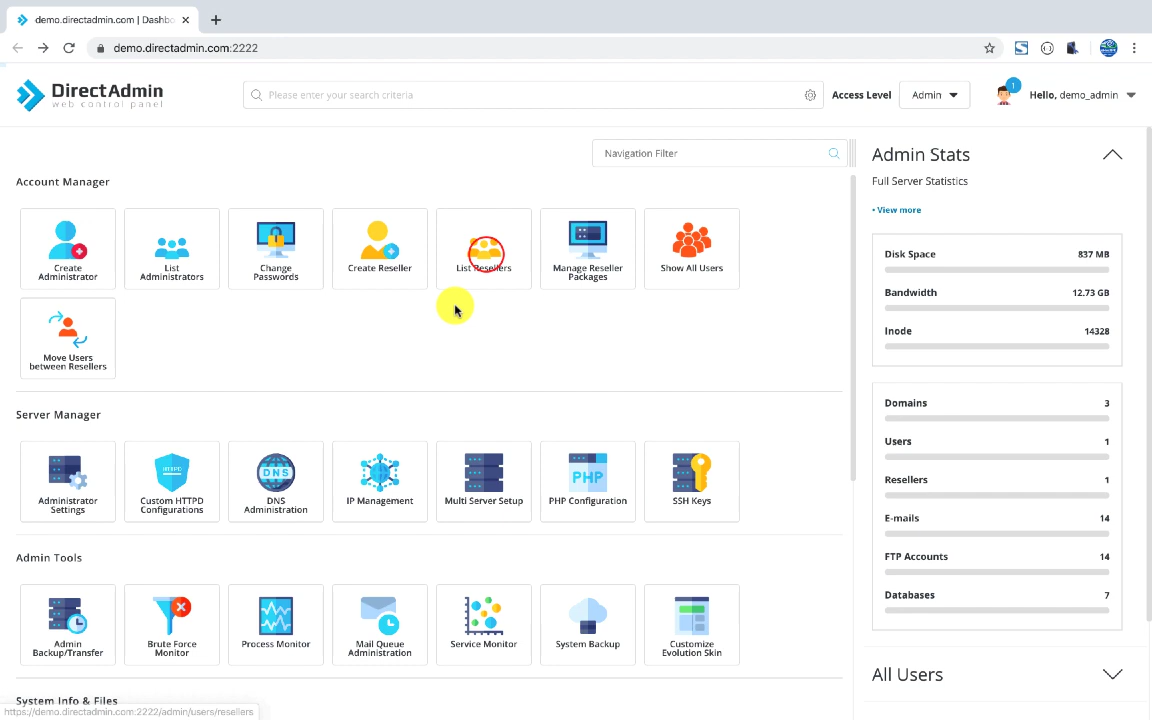 demo.directadmin.com | Dashbo
demo.directadmin.com:2222
DirectAdmin
web control panel
Please enter your search criteria
Access Level
Admin
1
Hello, demo_admin
Navigation Filter
Account Manager
Create
Administrator
List
Administrators
Change
Passwords
Create Reseller
List Resellers
Manage Reseller
Packages
Show All Users
Move Users
between Resellers
Server Manager
Administrator
Settings
HTTPD
Custom HTTPD
Configurations
DNS
DNS
Administration
IP Management
Multi Server Setup
PHP
PHP Configuration
SSH Keys
Admin Tools
Admin
Backup/Transfer
Brute Force
Monitor
Process Monitor
Mail Queue
Administration
Service Monitor
System Backup
Customize
Evolution Skin
System Info & Files
https://demo.directadmin.com:2222/admin/users/resellers
Admin Stats
Full Server Statistics
• View more
Disk Space 837 MB
Bandwidth 12.73 GB
Inode 14328
Domains 3
Users 1
Resellers 1
E-mails 14
FTP Accounts 14
Databases 7
All Users